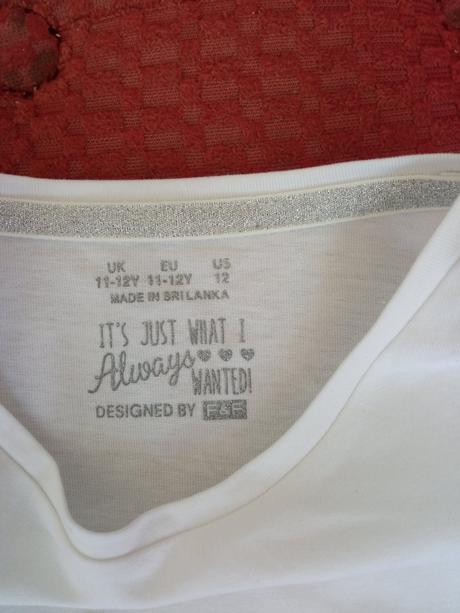 UK EU US
11-12Y 11-12Y 12
MADE IN SRI LANKA
IT'S JUST WHAT I
Always
WANTED!
DESIGNED BY F&F